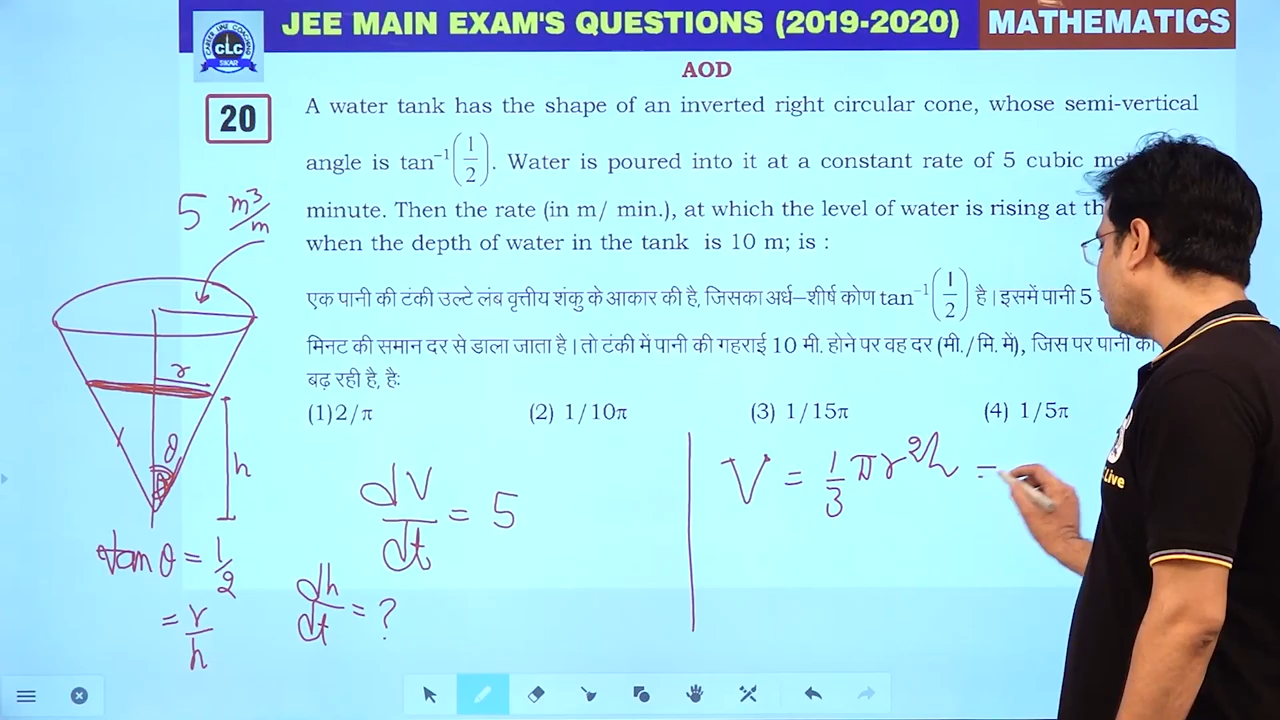 JEE MAIN EXAM'S QUESTIONS (2019-2020) MATHEMATICS
CAREER LINE COACHING
CLC
SIKAR
AOD
20
A water tank has the shape of an inverted right circular cone, whose semi-vertical
angle is tan⁻¹(1/2). Water is poured into it at a constant rate of 5 cubic
minute. Then the rate (in m/ min.), at which the level of water is rising at
when the depth of water in the tank is 10 m; is :
एक पानी की टंकी उल्टे लंब वृत्तीय शंकु के आकार की है, जिसका अर्ध–शीर्ष कोण tan⁻¹(1/2) है। इसमें पानी 5
मिनट की समान दर से डाला जाता है। तो टंकी में पानी की गहराई 10 मी. होने पर वह दर (मी./मि. में), जिस पर पानी का
बढ़ रही है, है:
(1) 2/π (2) 1/10π (3) 1/15π (4) 1/5π
5 m³/m
r
θ
h
tan θ = 1/2
= r/h
dV/dt = 5
dh/dt = ?
V = 1/3 πr²h =
Live